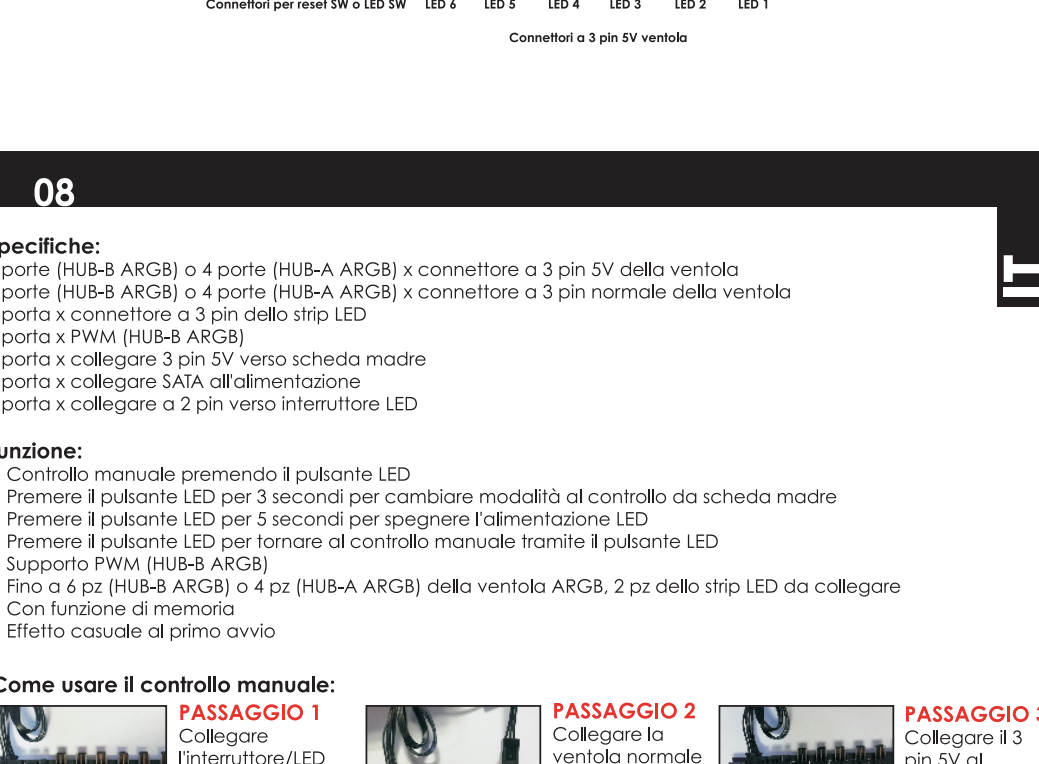 Connettori per reset SW o LED SW LED 6 LED 5 LED 4 LED 3 LED 2 LED 1
Connettori a 3 pin 5V ventola
08
IT
pecifiche:
porte (HUB-B ARGB) o 4 porte (HUB-A ARGB) x connettore a 3 pin 5V della ventola
porte (HUB-B ARGB) o 4 porte (HUB-A ARGB) x connettore a 3 pin normale della ventola
porta x connettore a 3 pin dello strip LED
porta x PWM (HUB-B ARGB)
porta x collegare 3 pin 5V verso scheda madre
porta x collegare SATA all'alimentazione
porta x collegare a 2 pin verso interruttore LED
unzione:
Controllo manuale premendo il pulsante LED
Premere il pulsante LED per 3 secondi per cambiare modalità al controllo da scheda madre
Premere il pulsante LED per 5 secondi per spegnere l'alimentazione LED
Premere il pulsante LED per tornare al controllo manuale tramite il pulsante LED
Supporto PWM (HUB-B ARGB)
Fino a 6 pz (HUB-B ARGB) o 4 pz (HUB-A ARGB) della ventola ARGB, 2 pz dello strip LED da collegare
Con funzione di memoria
Effetto casuale al primo avvio
Come usare il controllo manuale:
PASSAGGIO 1
Collegare
l'interruttore/LED
PASSAGGIO 2
Collegare la
ventola normale
PASSAGGIO 3
Collegare il 3
pin 5V al